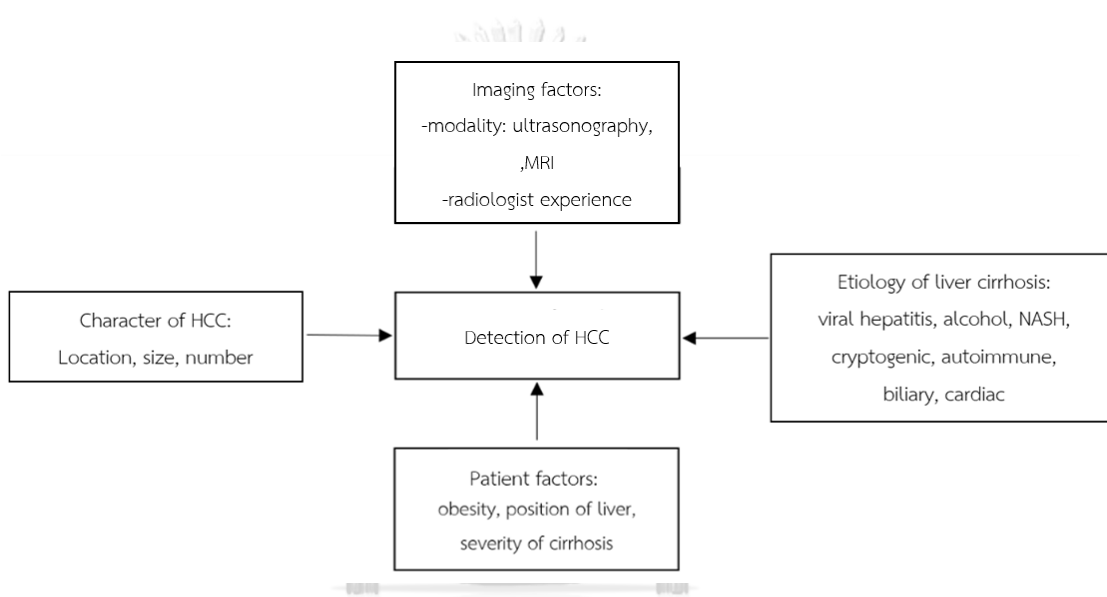 Imaging factors:
-modality: ultrasonography,
,MRI
-radiologist experience
Character of HCC:
Location, size, number
Detection of HCC
Etiology of liver cirrhosis:
viral hepatitis, alcohol, NASH,
cryptogenic, autoimmune,
biliary, cardiac
Patient factors:
obesity, position of liver,
severity of cirrhosis